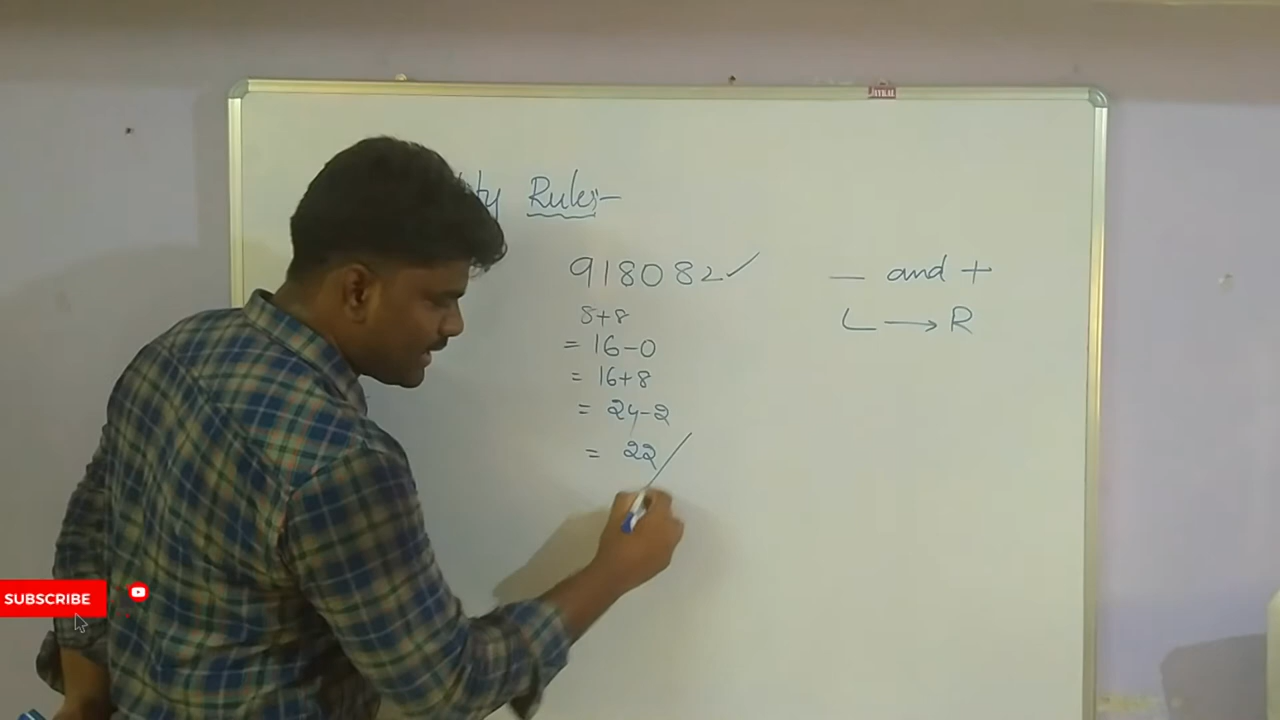 Rules:-
918082 ✓
8+8
= 16-0
= 16+8
= 24-2
= 22
- and +
L → R
SUBSCRIBE